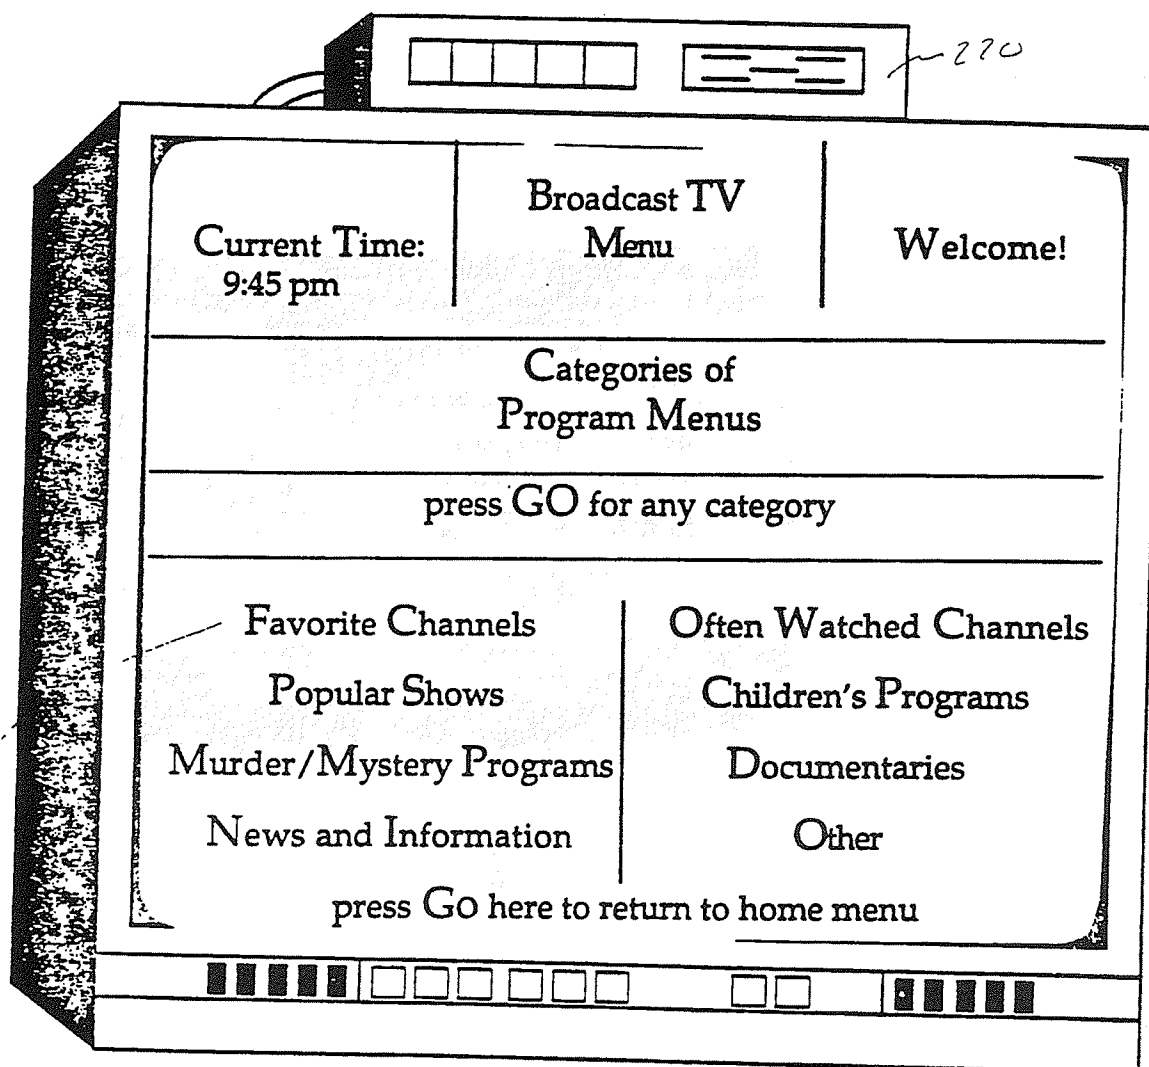 220
Broadcast TV
Menu
Current Time:
9:45 pm
Welcome!
Categories of
Program Menus
press GO for any category
Favorite Channels
Often Watched Channels
Popular Shows
Children's Programs
Murder/Mystery Programs
Documentaries
News and Information
Other
press Go here to return to home menu